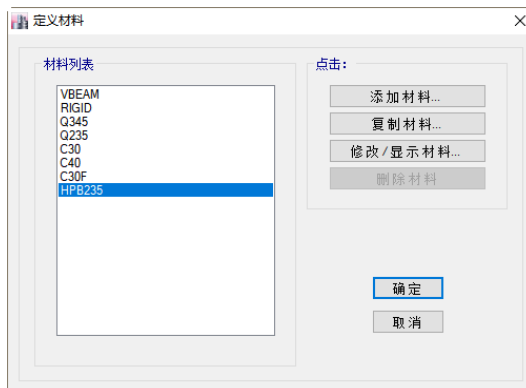 定义材料
材料列表
VBEAM
RIGID
Q345
Q235
C30
C40
C30F
HPB235
点击:
添加材料...
复制材料...
修改/显示材料...
删除材料
确定
取消